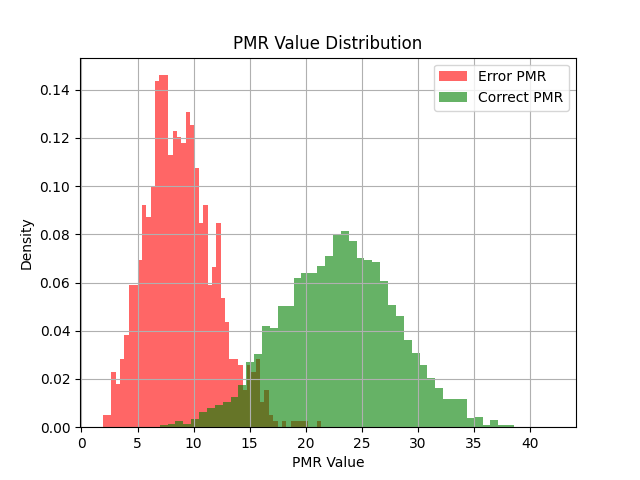 PMR Value Distribution
Error PMR
Correct PMR
0.14
0.12
0.10
0.08
0.06
0.04
0.02
0.00
Density
0 5 10 15 20 25 30 35 40
PMR Value